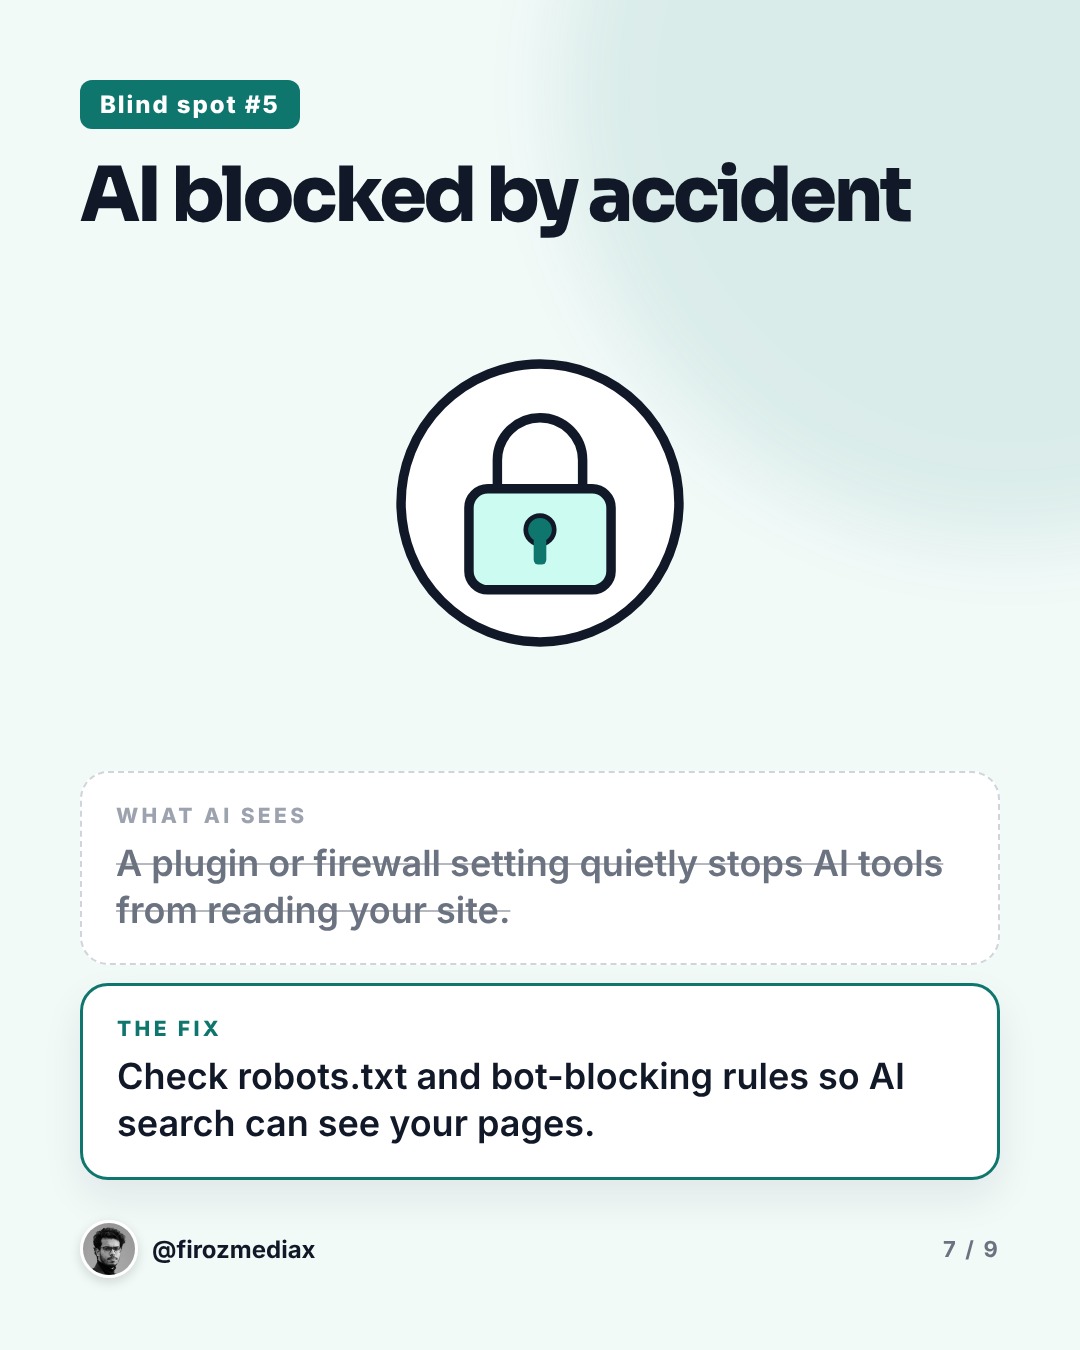 Blind spot #5
AI blocked by accident
WHAT AI SEES
A plugin or firewall setting quietly stops AI tools
from reading your site.
THE FIX
Check robots.txt and bot-blocking rules so AI
search can see your pages.
@firozmediax
7 / 9